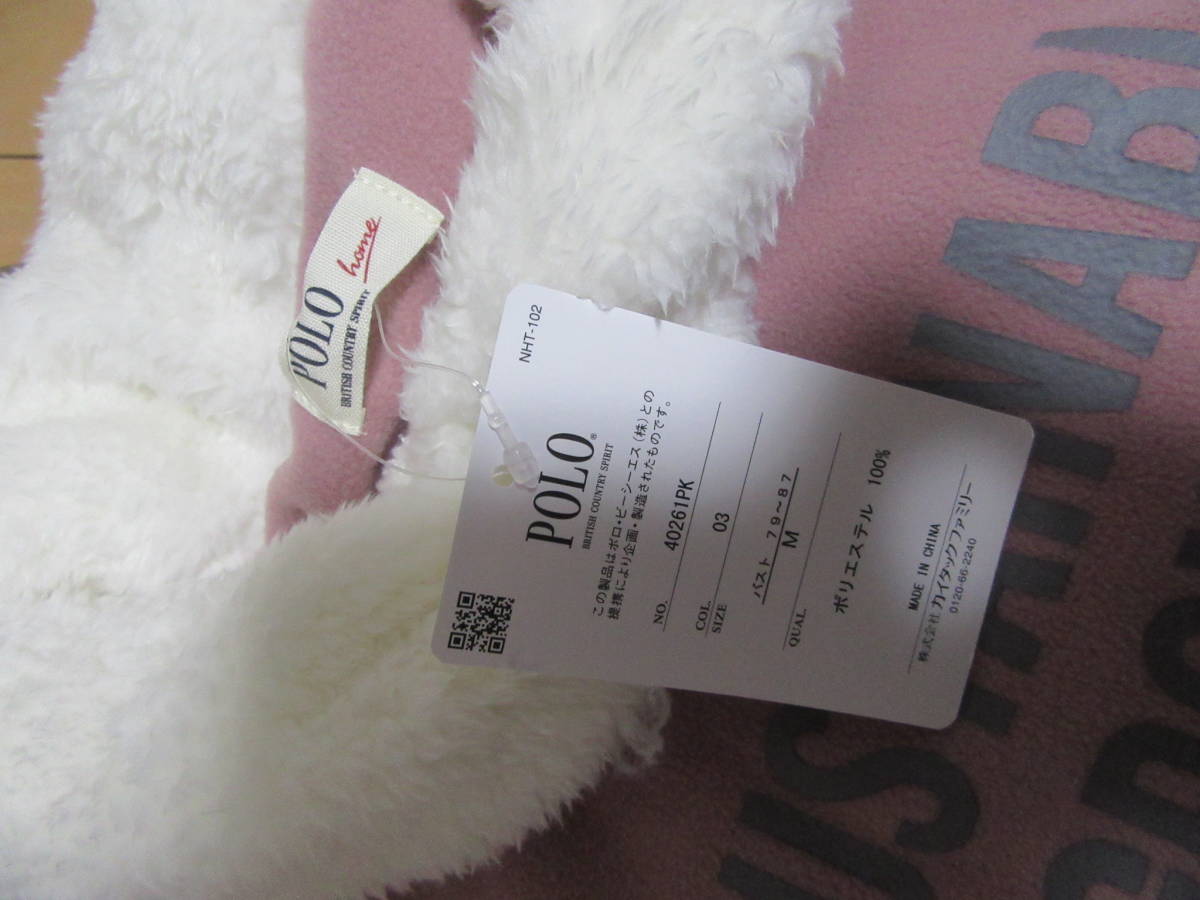 POLO
BRITISH COUNTRY SPIRIT
home
NHT-102
POLO®
BRITISH COUNTRY SPIRIT
この製品はポロ・ビーシーエス(株)との
提携により企画・製造されたものです。
NO. 40261PK
COL. 03
SIZE
バスト 79~87
M
QUAL
ポリエステル 100%
MADE IN CHINA
株式会社カイタックファミリー
0120-66-2240